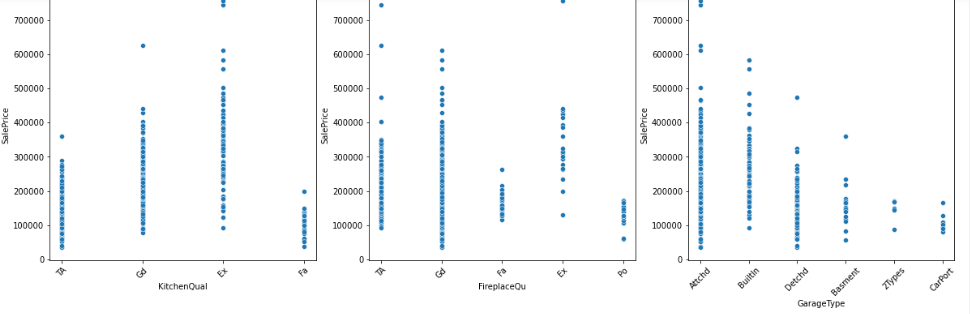 700000
600000
500000
400000
300000
200000
100000
0
SalePrice
TA
Gd
Ex
Fa
KitchenQual
700000
600000
500000
400000
300000
200000
100000
0
SalePrice
TA
Gd
Fa
Ex
Po
FireplaceQu
700000
600000
500000
400000
300000
200000
100000
0
SalePrice
Attchd
BuiltIn
Detchd
Basment
2Types
CarPort
GarageType